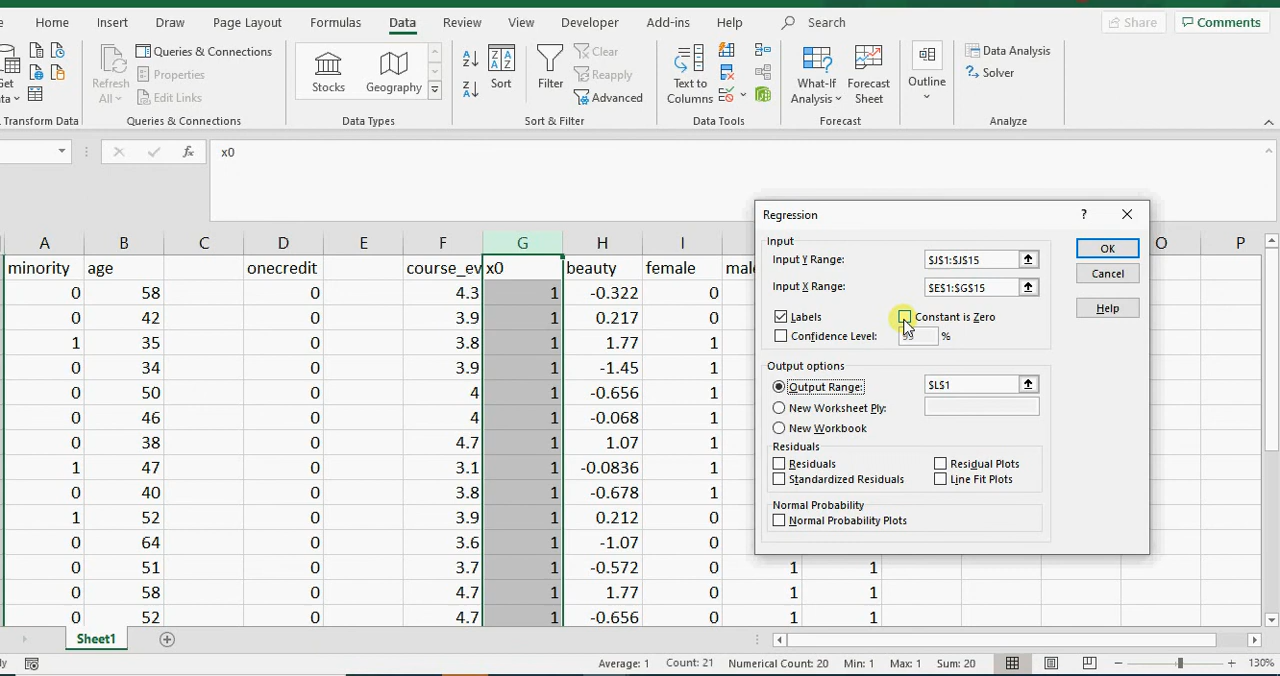 Home Insert Draw Page Layout Formulas Data Review View Developer Add-ins Help Search Share Comments
Refresh All
Queries & Connections
Properties
Edit Links
Stocks Geography
Sort Filter
Clear
Reapply
Advanced
Text to Columns
What-If Analysis
Forecast Sheet
Outline
Data Analysis
Solver
Transform Data Queries & Connections Data Types Sort & Filter Data Tools Forecast Analyze
fx x0
A B C D E F G H I O P
minority age onecredit course_ev x0 beauty female
0 58 0 4.3 1 -0.322 0
0 42 0 3.9 1 0.217 0
1 35 0 3.8 1 1.77 1
0 34 0 3.9 1 -1.45 1
0 50 0 4 1 -0.656 0
0 46 0 4 1 -0.068 1
0 38 0 4.7 1 1.07 1
1 47 0 3.1 1 -0.0836 1
0 40 0 3.8 1 -0.678 1
1 52 0 3.9 1 0.212 0
0 64 0 3.6 1 -1.07 0
0 51 0 3.7 1 -0.572 0 1 1
0 58 0 4.7 1 1.77 0 1 1
0 52 0 4.7 1 -0.656 0 1 1
Regression ?
Input
Input Y Range: $J$1:$J$15
Input X Range: $E$1:$G$15
Labels Constant is Zero
Confidence Level: %
OK
Cancel
Help
Output options
Output Range: $L$1
New Worksheet Ply:
New Workbook
Residuals
Residuals Residual Plots
Standardized Residuals Line Fit Plots
Normal Probability
Normal Probability Plots
Sheet1
Average: 1 Count: 21 Numerical Count: 20 Min: 1 Max: 1 Sum: 20 130%